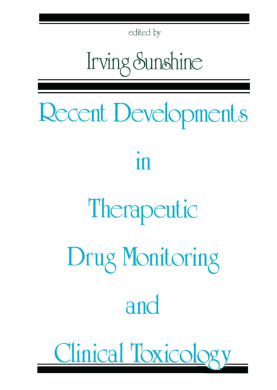 edited by
Irving Sunshine
Recent Developments
in
Therapeutic
Drug Monitoring
and
Clinical Toxicology